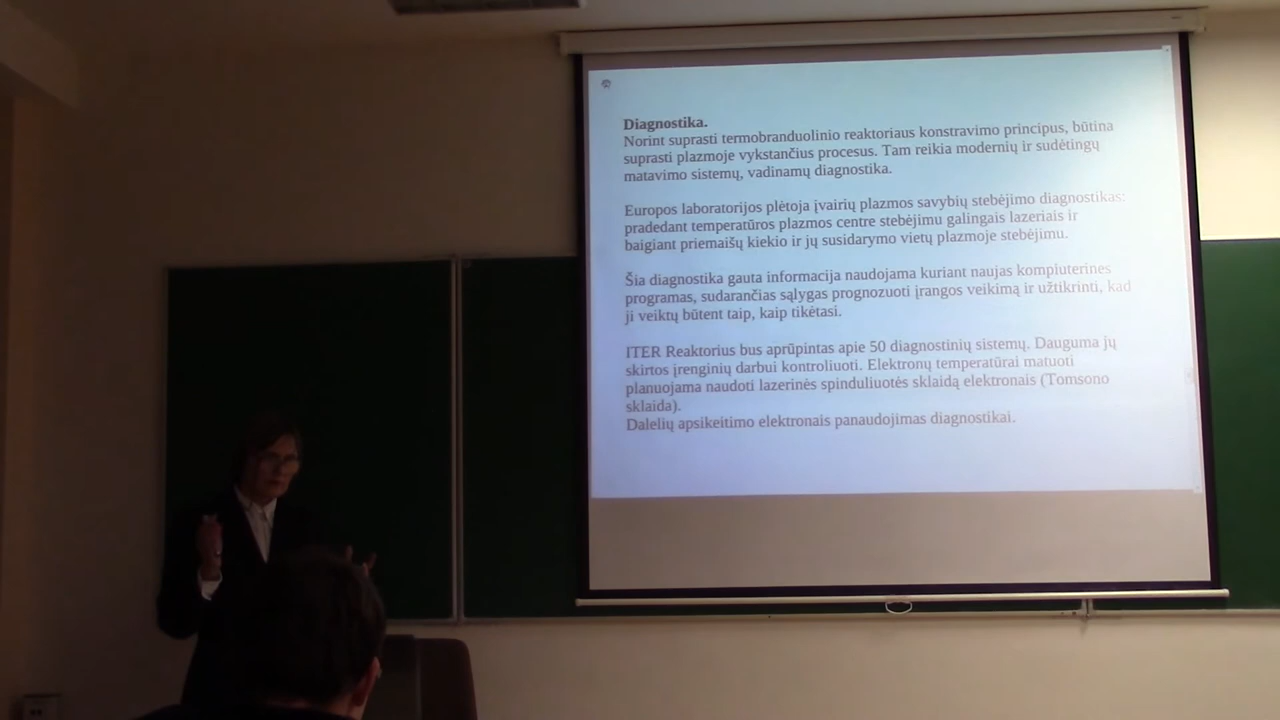 Diagnostika.
Norint suprasti termobranduolinio reaktoriaus konstravimo principus, būtina
suprasti plazmoje vykstančius procesus. Tam reikia modernių ir sudėtingų
matavimo sistemų, vadinamų diagnostika.
Europos laboratorijos plėtoja įvairių plazmos savybių stebėjimo diagnostikas:
pradedant temperatūros plazmos centre stebėjimu galingais lazeriais ir
baigiant priemaišų kiekio ir jų susidarymo vietų plazmoje stebėjimu.
Šia diagnostika gauta informacija naudojama kuriant naujas kompiuterines
programas, sudarančias sąlygas prognozuoti įrangos veikimą ir užtikrinti, kad
ji veiktų būtent taip, kaip tikėtasi.
ITER Reaktorius bus aprūpintas apie 50 diagnostinių sistemų. Dauguma jų
skirtos įrenginių darbui kontroliuoti. Elektronų temperatūrai matuoti
planuojama naudoti lazerinės spinduliuotės sklaidą elektronais (Tomsono
sklaida).
Dalelių apsikeitimo elektronais panaudojimas diagnostikai.